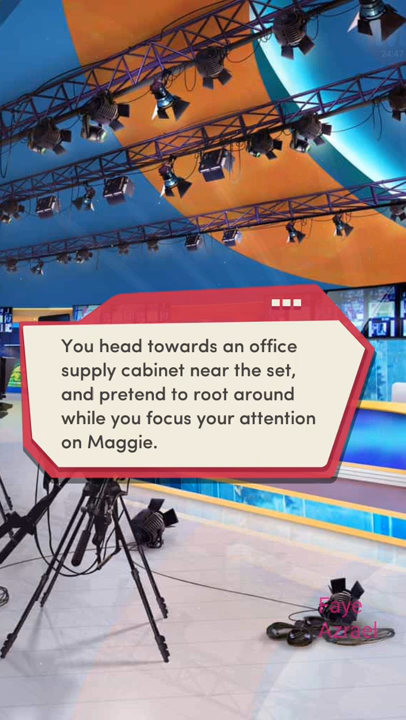 You head towards an office
supply cabinet near the set,
and pretend to root around
while you focus your attention
on Maggie.
Faye
Azrael